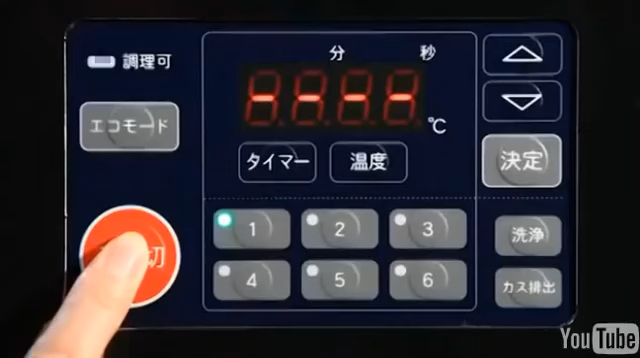 調理可
分 秒
℃
エコモード
タイマー 温度
決定
切
1 2 3
洗浄
4 5 6
カス排出
YouTube